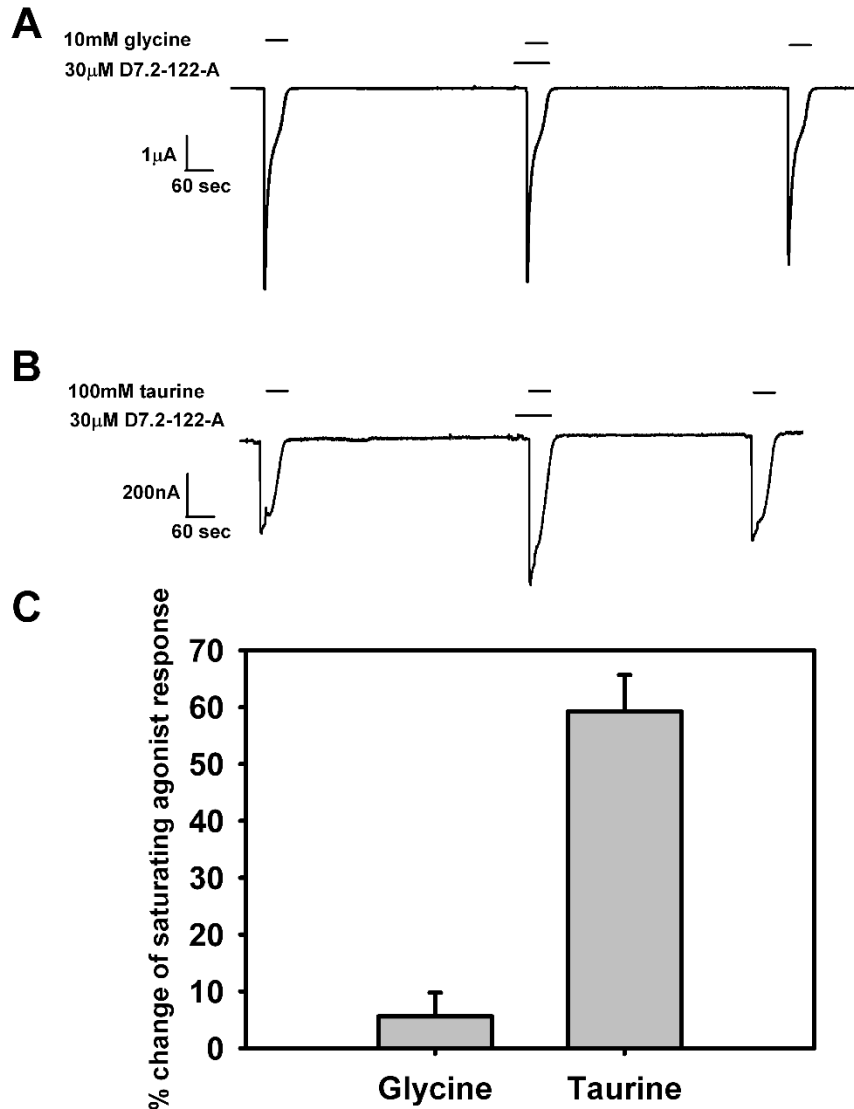 A
10mM glycine
30μM D7.2-122-A
1μA
60 sec
B
100mM taurine
30μM D7.2-122-A
200nA
60 sec
C
% change of saturating agonist response
70
60
50
40
30
20
10
0
Glycine Taurine